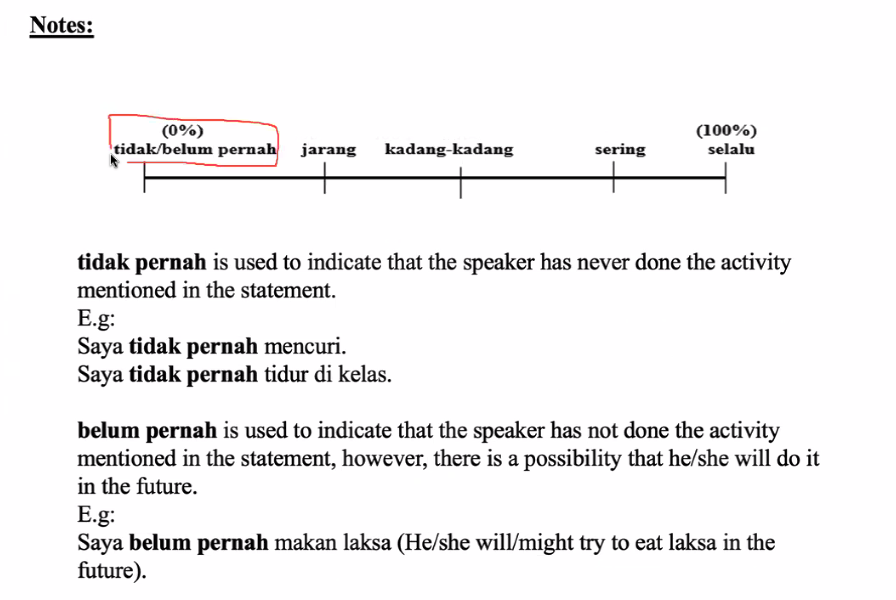 Notes:
(0%) (100%)
tidak/belum pernah jarang kadang-kadang sering selalu
tidak pernah is used to indicate that the speaker has never done the activity
mentioned in the statement.
E.g:
Saya tidak pernah mencuri.
Saya tidak pernah tidur di kelas.
belum pernah is used to indicate that the speaker has not done the activity
mentioned in the statement, however, there is a possibility that he/she will do it
in the future.
E.g:
Saya belum pernah makan laksa (He/she will/might try to eat laksa in the
future).